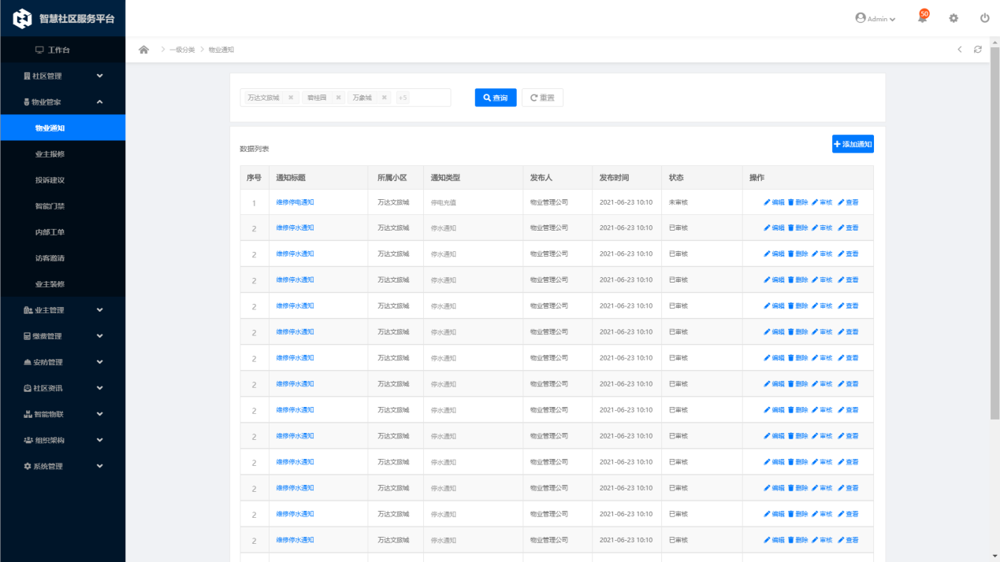 智慧社区服务平台
Admin
50
工作台
社区管理
物业管家
物业通知
业主报修
投诉建议
智能门禁
内部工单
访客邀请
业主装修
业主管理
缴费管理
安防管理
社区资讯
智能物联
组织架构
系统管理
一级分类 物业通知
万达文旅城 × 碧桂园 × 万象城 × +5
查询 重置
数据列表 添加通知
序号 通知标题 所属小区 通知类型 发布人 发布时间 状态 操作
1 维修停电通知 万达文旅城 停电充值 物业管理公司 2021-06-23 10:10 未审核 编辑 删除 审核 查看
2 维修停水通知 万达文旅城 停水通知 物业管理公司 2021-06-23 10:10 已审核 编辑 删除 审核 查看
2 维修停水通知 万达文旅城 停水通知 物业管理公司 2021-06-23 10:10 已审核 编辑 删除 审核 查看
2 维修停水通知 万达文旅城 停水通知 物业管理公司 2021-06-23 10:10 已审核 编辑 删除 审核 查看
2 维修停水通知 万达文旅城 停水通知 物业管理公司 2021-06-23 10:10 已审核 编辑 删除 审核 查看
2 维修停水通知 万达文旅城 停水通知 物业管理公司 2021-06-23 10:10 已审核 编辑 删除 审核 查看
2 维修停水通知 万达文旅城 停水通知 物业管理公司 2021-06-23 10:10 已审核 编辑 删除 审核 查看
2 维修停水通知 万达文旅城 停水通知 物业管理公司 2021-06-23 10:10 已审核 编辑 删除 审核 查看
2 维修停水通知 万达文旅城 停水通知 物业管理公司 2021-06-23 10:10 已审核 编辑 删除 审核 查看
2 维修停水通知 万达文旅城 停水通知 物业管理公司 2021-06-23 10:10 已审核 编辑 删除 审核 查看
2 维修停水通知 万达文旅城 停水通知 物业管理公司 2021-06-23 10:10 已审核 编辑 删除 审核 查看
2 维修停水通知 万达文旅城 停水通知 物业管理公司 2021-06-23 10:10 已审核 编辑 删除 审核 查看
2 维修停水通知 万达文旅城 停水通知 物业管理公司 2021-06-23 10:10 已审核 编辑 删除 审核 查看
2 维修停水通知 万达文旅城 停水通知 物业管理公司 2021-06-23 10:10 已审核 编辑 删除 审核 查看